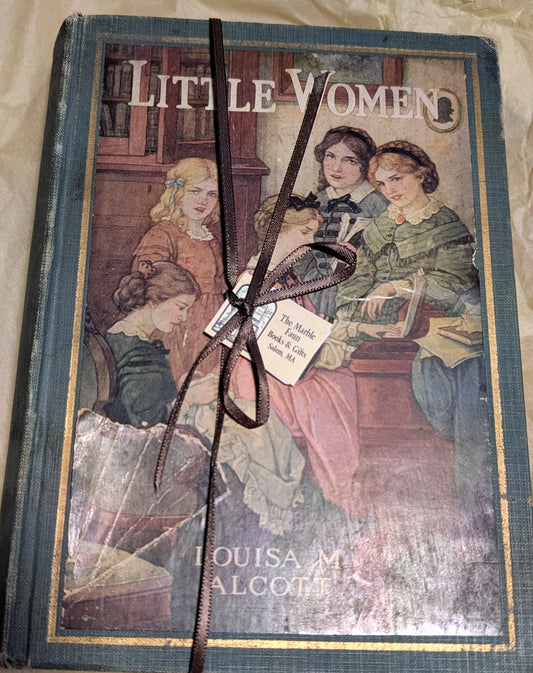 LITTLE WOMEN
The Marble
Faun
Books & Gifts
Salem, MA
LOUISA M
ALCOTT